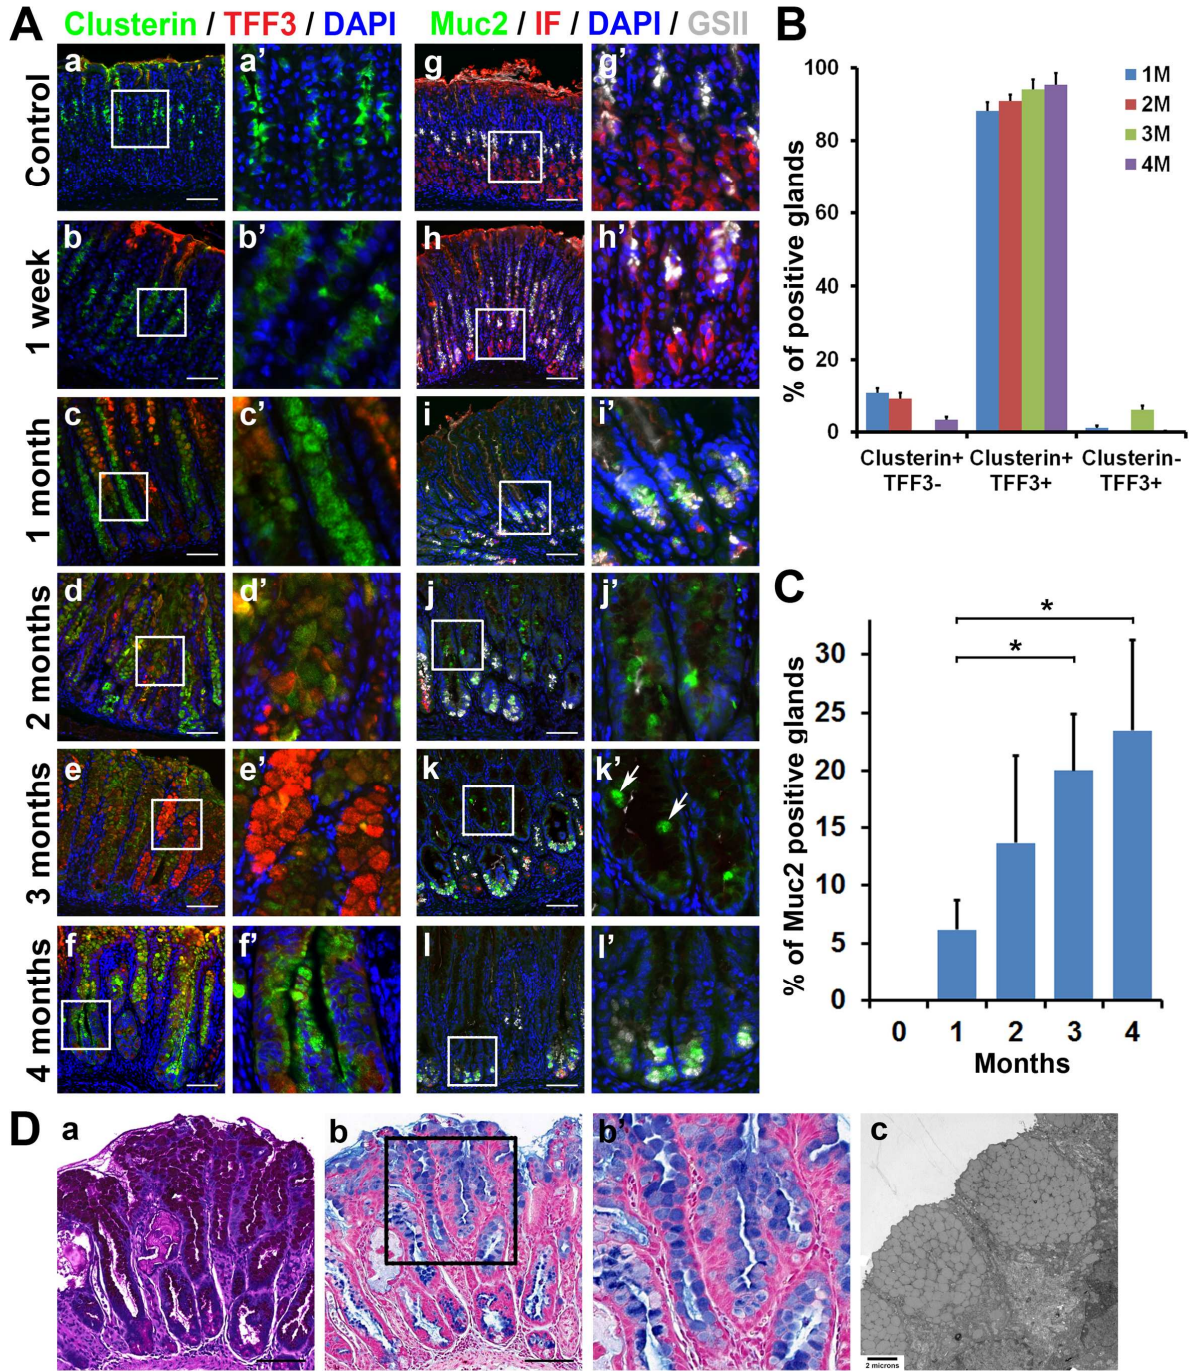 A
Clusterin / TFF3 / DAPI
Muc2 / IF / DAPI / GSII
Control
a
a'
g
g'
1 week
b
b'
h
h'
1 month
c
c'
i
i'
2 months
d
d'
j
j'
3 months
e
e'
k
k'
4 months
f
f'
l
l'
B
% of positive glands
100
80
60
40
20
0
1M
2M
3M
4M
Clusterin+
TFF3-
Clusterin+
TFF3+
Clusterin-
TFF3+
C
% of Muc2 positive glands
*
*
30
25
20
15
10
5
0
0 1 2 3 4
Months
D
a
b
b'
c
2 microns